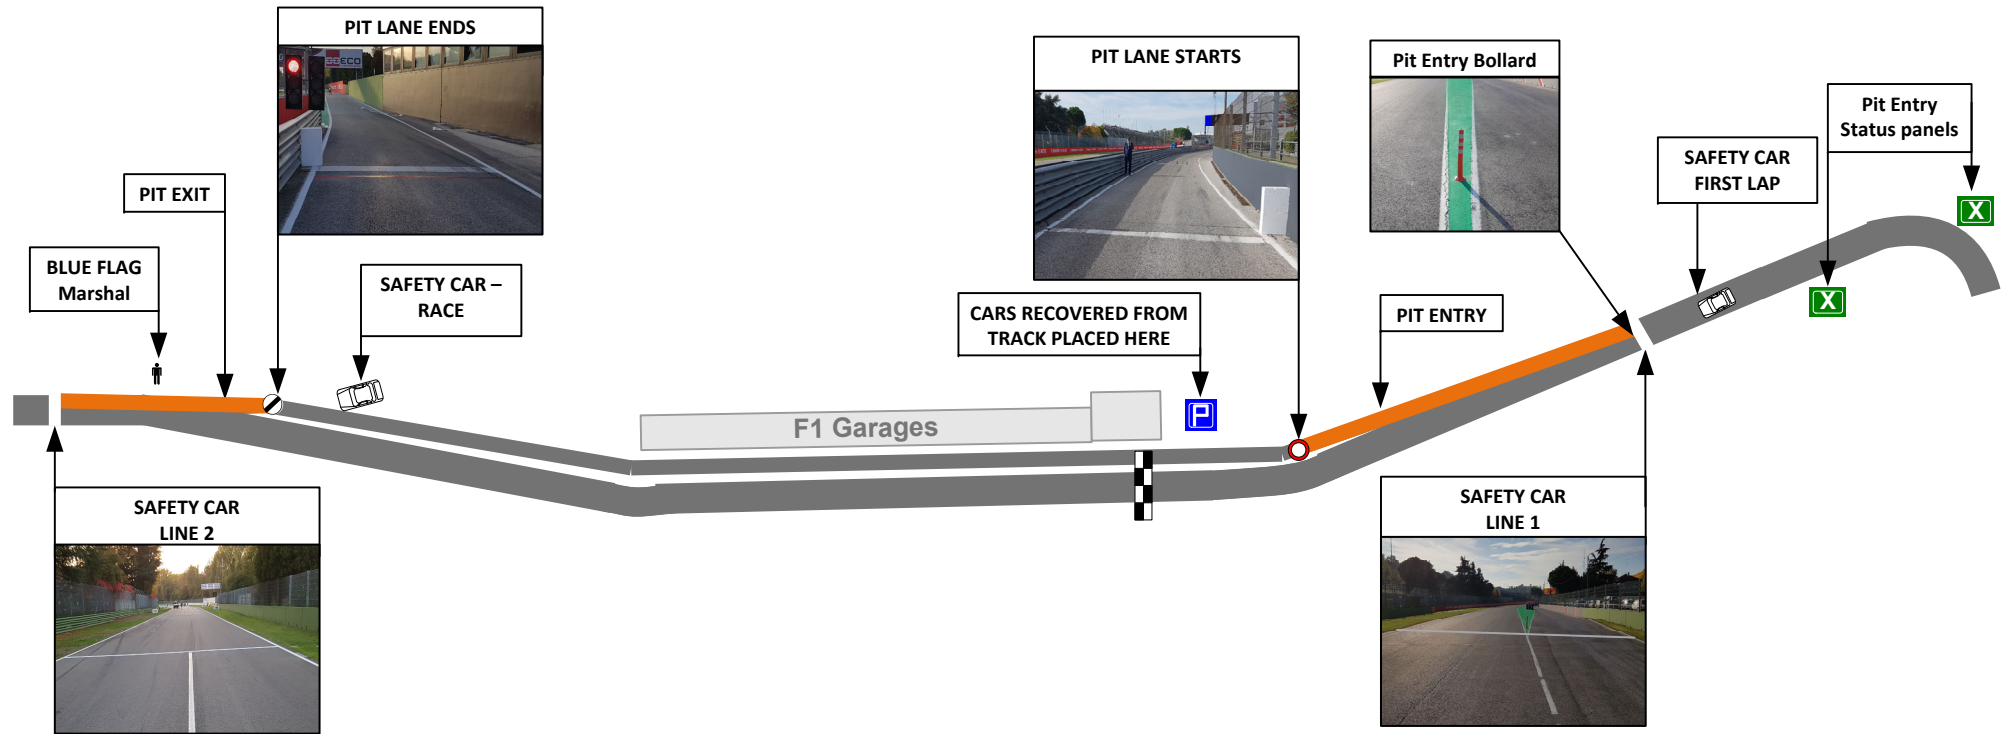 PIT LANE ENDS
ECO
PIT LANE STARTS
Pit Entry Bollard
Pit Entry
Status panels
SAFETY CAR
FIRST LAP
X
X
PIT EXIT
BLUE FLAG
Marshal
SAFETY CAR –
RACE
CARS RECOVERED FROM
TRACK PLACED HERE
P
PIT ENTRY
F1 Garages
SAFETY CAR
LINE 2
SAFETY CAR
LINE 1